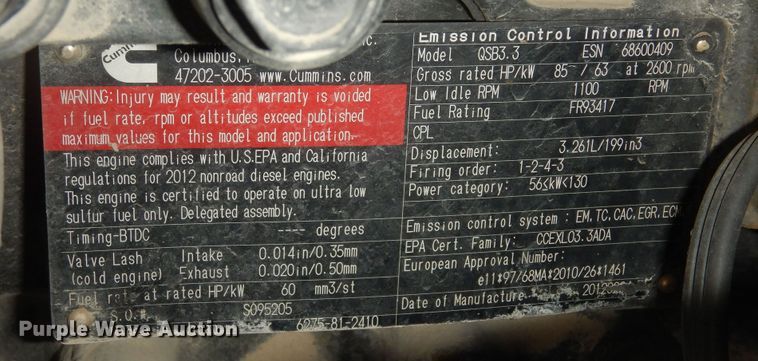 Cummins
Columbus,
47202-3005 www.Cummins.com
WARNING: Injury may result and warranty is voided
if fuel rate, rpm or altitudes exceed published
maximum values for this model and application.
This engine complies with U.S.EPA and California
regulations for 2012 nonroad diesel engines.
This engine is certified to operate on ultra low
sulfur fuel only. Delegated assembly.
Timing-BTDC ---- degrees
Valve Lash Intake 0.014in/0.35mm
(cold engine) Exhaust 0.020in/0.50mm
Fuel rate at rated HP/kW 60 mm3/st
S.O.# S095205
6275-81-2410
Emission Control Information
Model QSB3.3 ESN 68600409
Gross rated HP/kW 85 / 63 at 2600 rpm
Low Idle RPM 1100 RPM
Fuel Rating FR93417
CPL
Displacement: 3.261L/199in3
Firing order: 1-2-4-3
Power category: 56≤kW<130
Emission control system : EM, TC, CAC, EGR, ECM
EPA Cert. Family: CCEXL03.3ADA
European Approval Number:
e11*97/68MA*2010/26*1461
Date of Manufacture
Purple Wave Auction